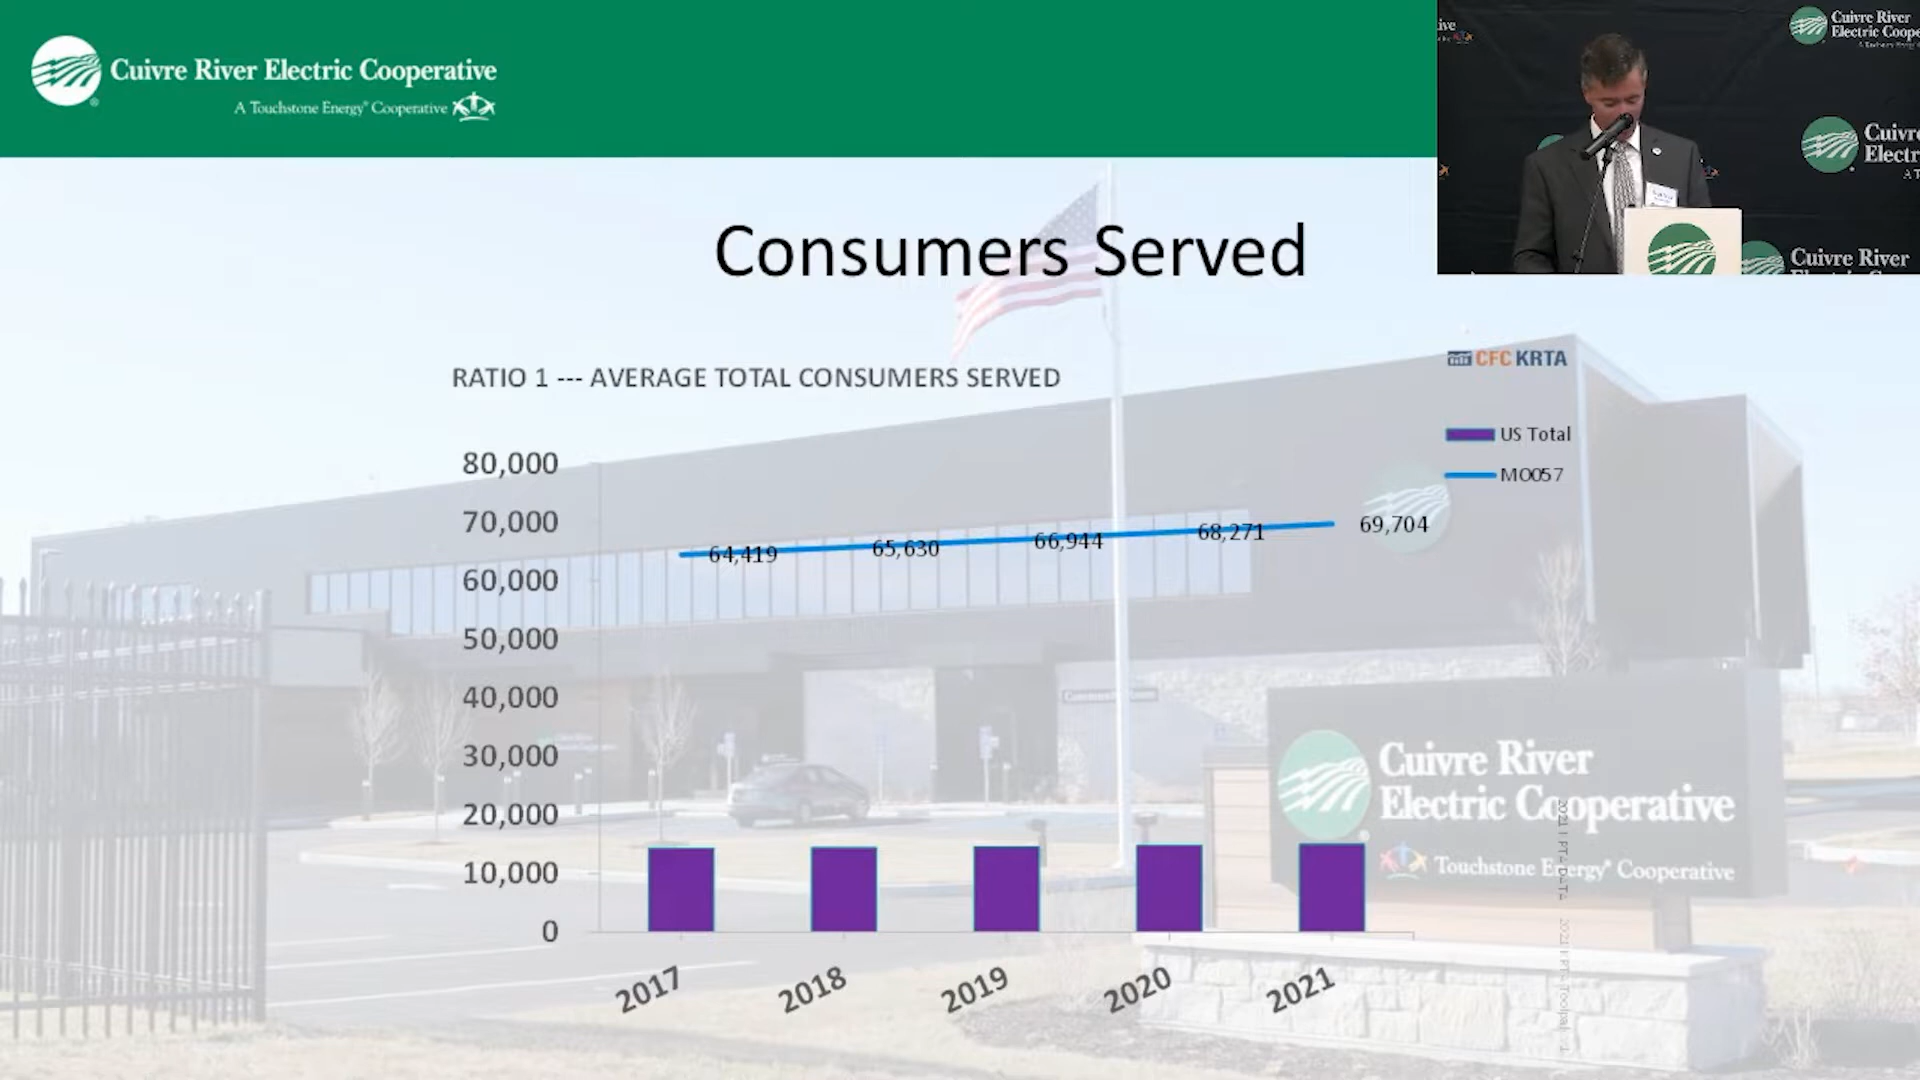 Cuivre River Electric Cooperative
A Touchstone Energy® Cooperative
Cuivre River
Electric Coope
Cuivre
Electr
Cuivre River
Consumers Served
RATIO 1 --- AVERAGE TOTAL CONSUMERS SERVED
CFC KRTA
US Total
MO057
80,000
70,000
60,000
50,000
40,000
30,000
20,000
10,000
0
64,419
65,630
66,944
68,271
69,704
2017
2018
2019
2020
2021
Cuivre River
Electric Cooperative
Touchstone Energy® Cooperative